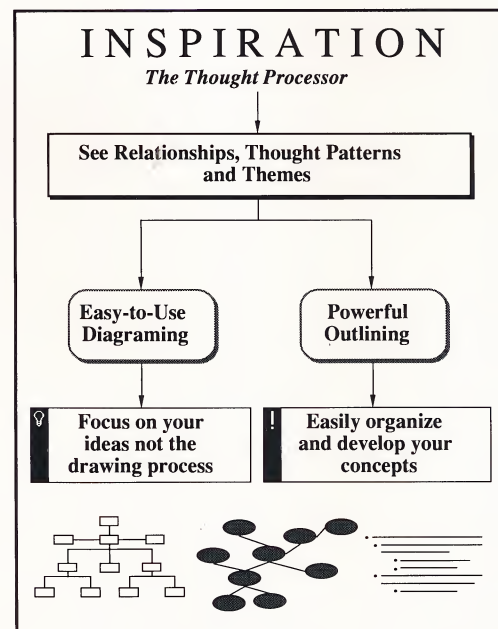 INSPIRATION
The Thought Processor
See Relationships, Thought Patterns
and Themes
Easy-to-Use
Diagraming
Powerful
Outlining
Focus on your
ideas not the
drawing process
!
Easily organize
and develop your
concepts